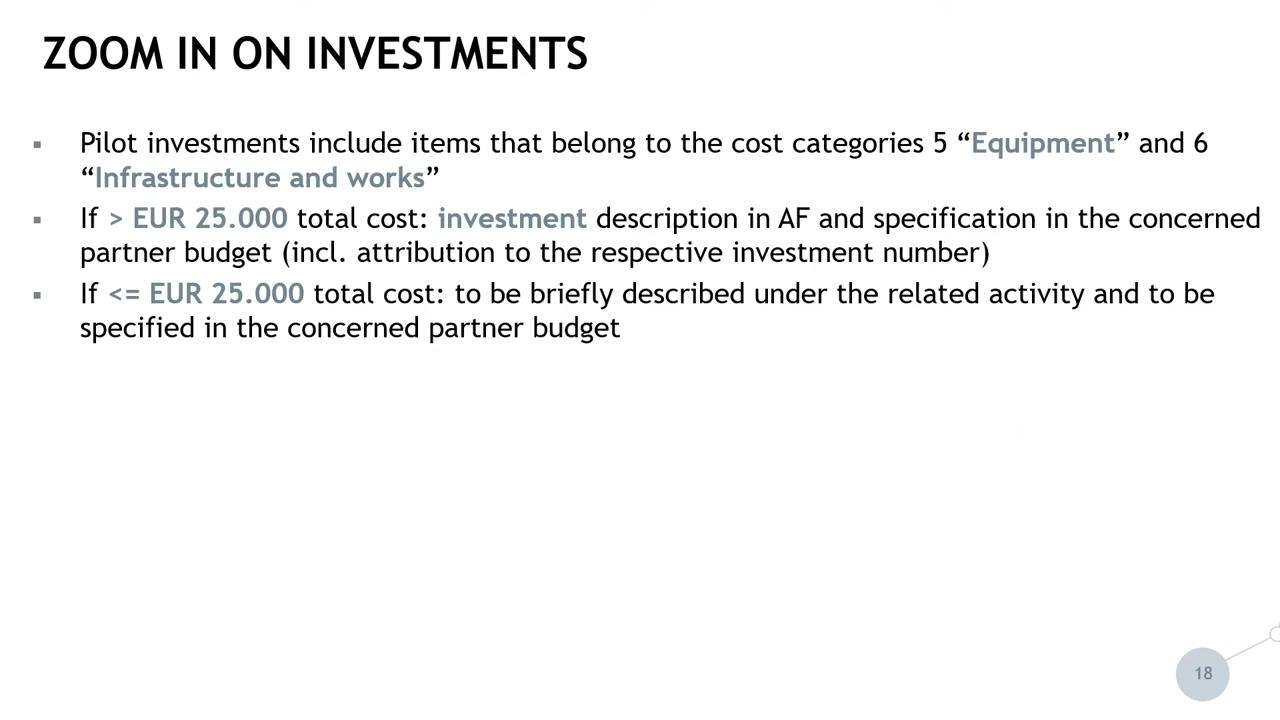 ZOOM IN ON INVESTMENTS
▪ Pilot investments include items that belong to the cost categories 5 “Equipment” and 6
“Infrastructure and works”
▪ If > EUR 25.000 total cost: investment description in AF and specification in the concerned
partner budget (incl. attribution to the respective investment number)
▪ If <= EUR 25.000 total cost: to be briefly described under the related activity and to be
specified in the concerned partner budget
18